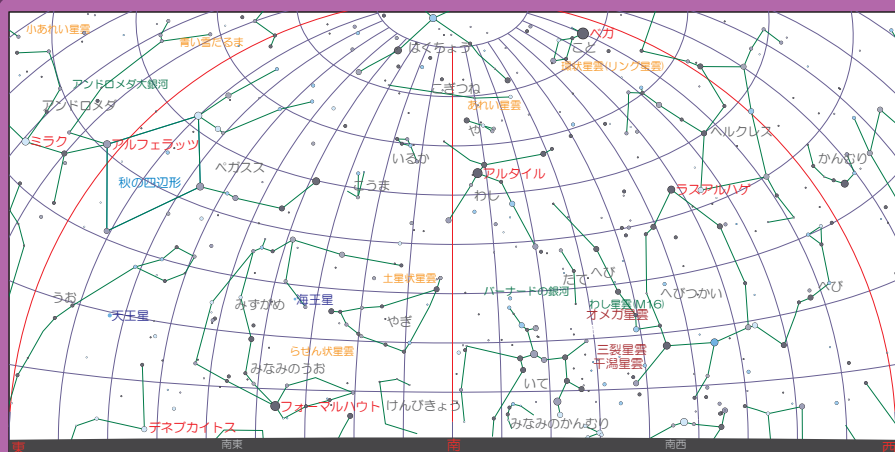 小あれい星雲
青い雪だるま
はくちょう
ベガ
こと
環状星雲(リング星雲)
アンドロメダ大銀河
アンドロメダ
こぎつね
あれい星雲
や
ヘルクレス
ミラク
アルフェラッツ
いるか
かんむり
ペガスス
秋の四辺形
こうま
アルタイル
わし
ラスアルハゲ
土星状星雲
たて
へび
バーナードの銀河
わし星雲(M16)
へびつかい
へび
うお
みずがめ
海王星
天王星
やぎ
オメガ星雲
らせん状星雲
三裂星雲
干潟星雲
みなみのうお
いて
フォーマルハウト
けんびきょう
みなみのかんむり
デネブカイトス
東
南東
南
南西
西